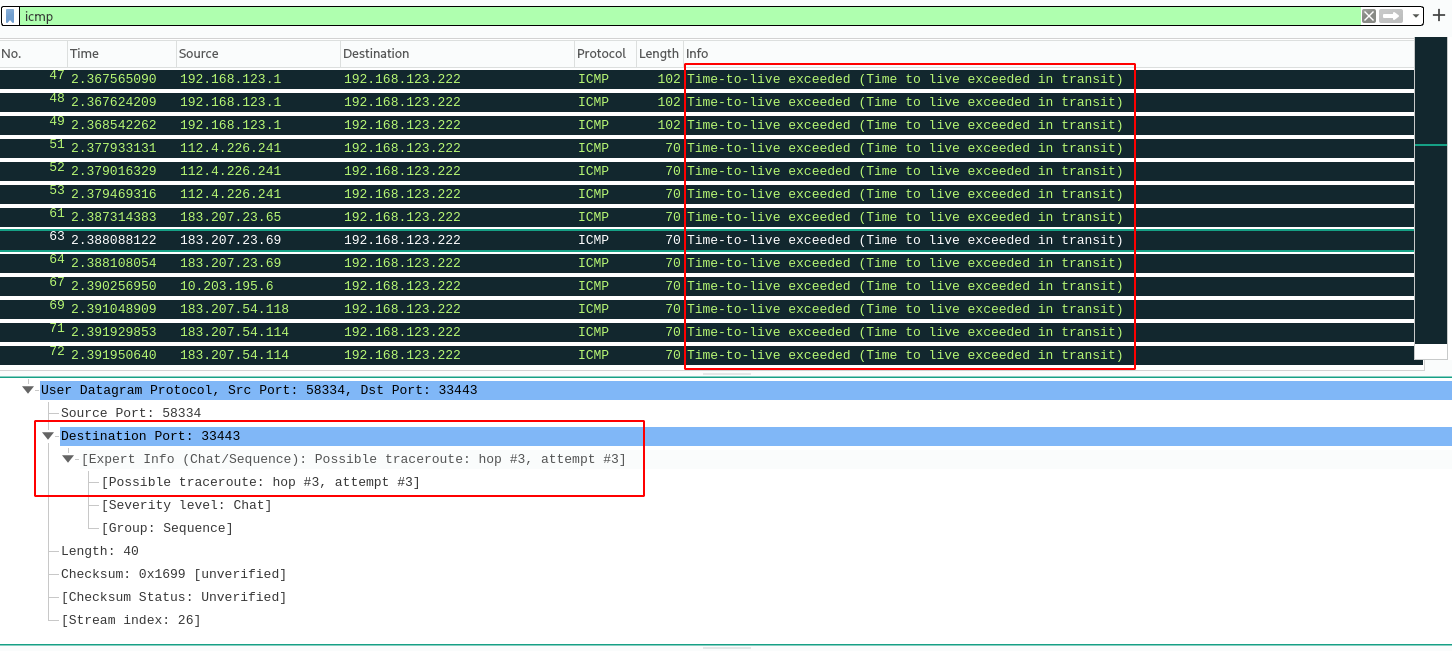 icmp
No. Time Source Destination Protocol Length Info
47 2.367565090 192.168.123.1 192.168.123.222 ICMP 102 Time-to-live exceeded (Time to live exceeded in transit)
48 2.367624209 192.168.123.1 192.168.123.222 ICMP 102 Time-to-live exceeded (Time to live exceeded in transit)
49 2.368542262 192.168.123.1 192.168.123.222 ICMP 102 Time-to-live exceeded (Time to live exceeded in transit)
51 2.377933131 112.4.226.241 192.168.123.222 ICMP 70 Time-to-live exceeded (Time to live exceeded in transit)
52 2.379016329 112.4.226.241 192.168.123.222 ICMP 70 Time-to-live exceeded (Time to live exceeded in transit)
53 2.379469316 112.4.226.241 192.168.123.222 ICMP 70 Time-to-live exceeded (Time to live exceeded in transit)
61 2.387314383 183.207.23.65 192.168.123.222 ICMP 70 Time-to-live exceeded (Time to live exceeded in transit)
63 2.388088122 183.207.23.69 192.168.123.222 ICMP 70 Time-to-live exceeded (Time to live exceeded in transit)
64 2.388108054 183.207.23.69 192.168.123.222 ICMP 70 Time-to-live exceeded (Time to live exceeded in transit)
67 2.390256950 10.203.195.6 192.168.123.222 ICMP 70 Time-to-live exceeded (Time to live exceeded in transit)
69 2.391048909 183.207.54.118 192.168.123.222 ICMP 70 Time-to-live exceeded (Time to live exceeded in transit)
71 2.391929853 183.207.54.114 192.168.123.222 ICMP 70 Time-to-live exceeded (Time to live exceeded in transit)
72 2.391950640 183.207.54.114 192.168.123.222 ICMP 70 Time-to-live exceeded (Time to live exceeded in transit)
User Datagram Protocol, Src Port: 58334, Dst Port: 33443
Source Port: 58334
Destination Port: 33443
[Expert Info (Chat/Sequence): Possible traceroute: hop #3, attempt #3]
[Possible traceroute: hop #3, attempt #3]
[Severity level: Chat]
[Group: Sequence]
Length: 40
Checksum: 0x1699 [unverified]
[Checksum Status: Unverified]
[Stream index: 26]